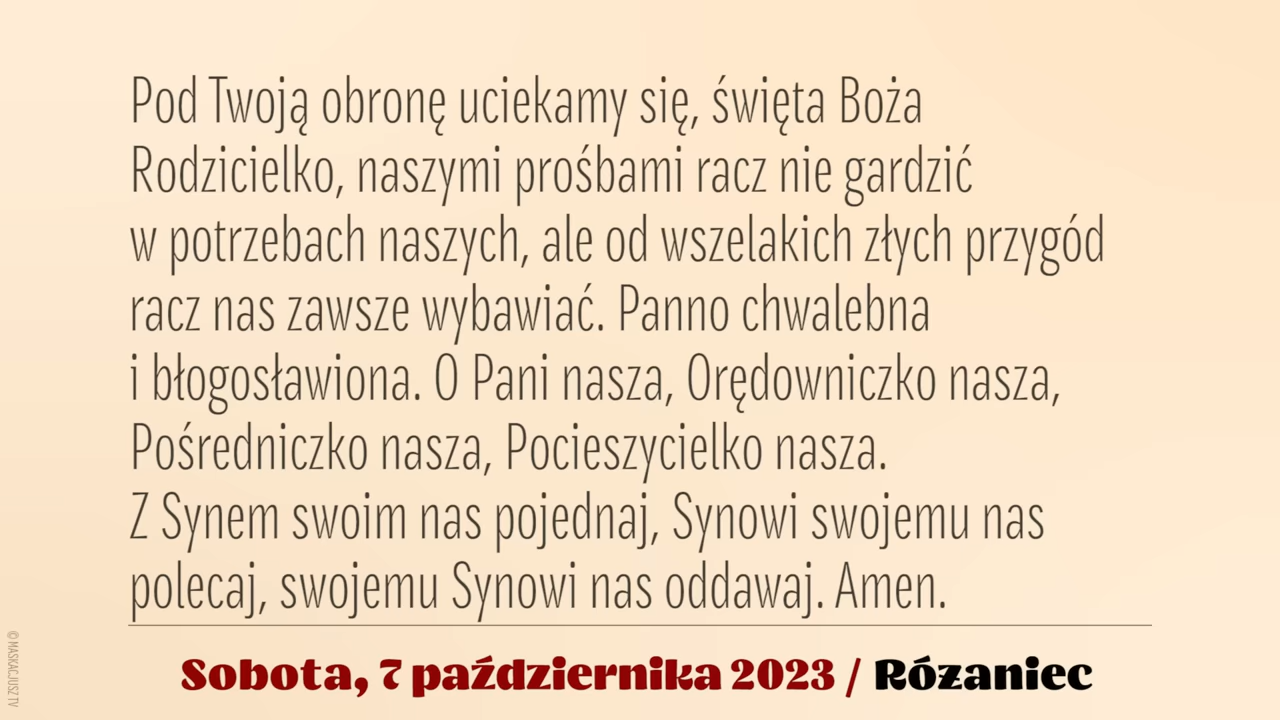 Pod Twoją obronę uciekamy się, święta Boża
Rodzicielko, naszymi prośbami racz nie gardzić
w potrzebach naszych, ale od wszelakich złych przygód
racz nas zawsze wybawiać. Panno chwalebna
i błogosławiona. O Pani nasza, Orędowniczko nasza,
Pośredniczko nasza, Pocieszycielko nasza.
Z Synem swoim nas pojednaj, Synowi swojemu nas
polecaj, swojemu Synowi nas oddawaj. Amen.
Sobota, 7 października 2023 / Rózaniec
© MASKACJUSZ TV